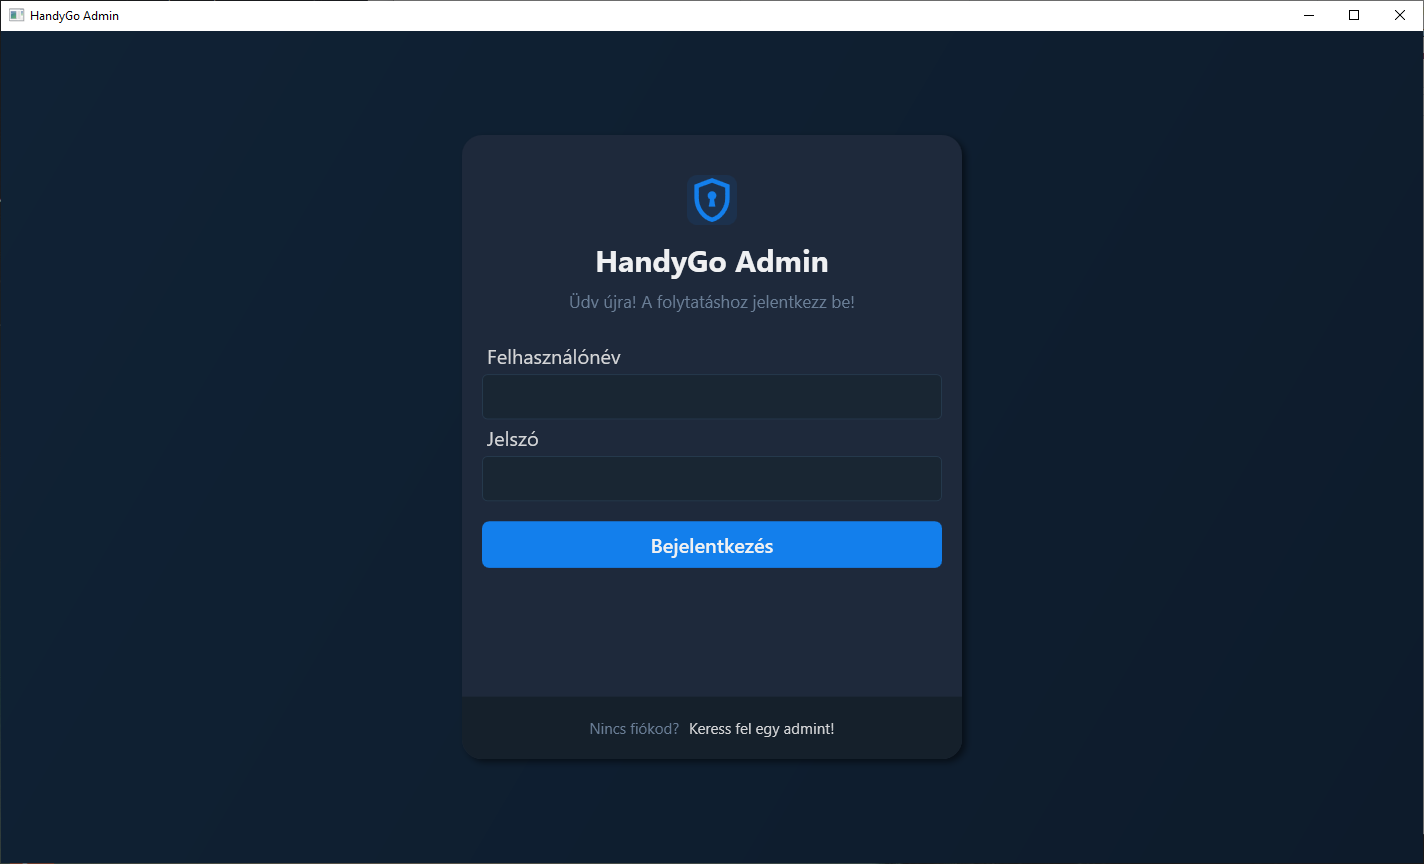 HandyGo Admin
HandyGo Admin
Üdv újra! A folytatáshoz jelentkezz be!
Felhasználónév
Jelszó
Bejelentkezés
Nincs fiókod? Keress fel egy admint!